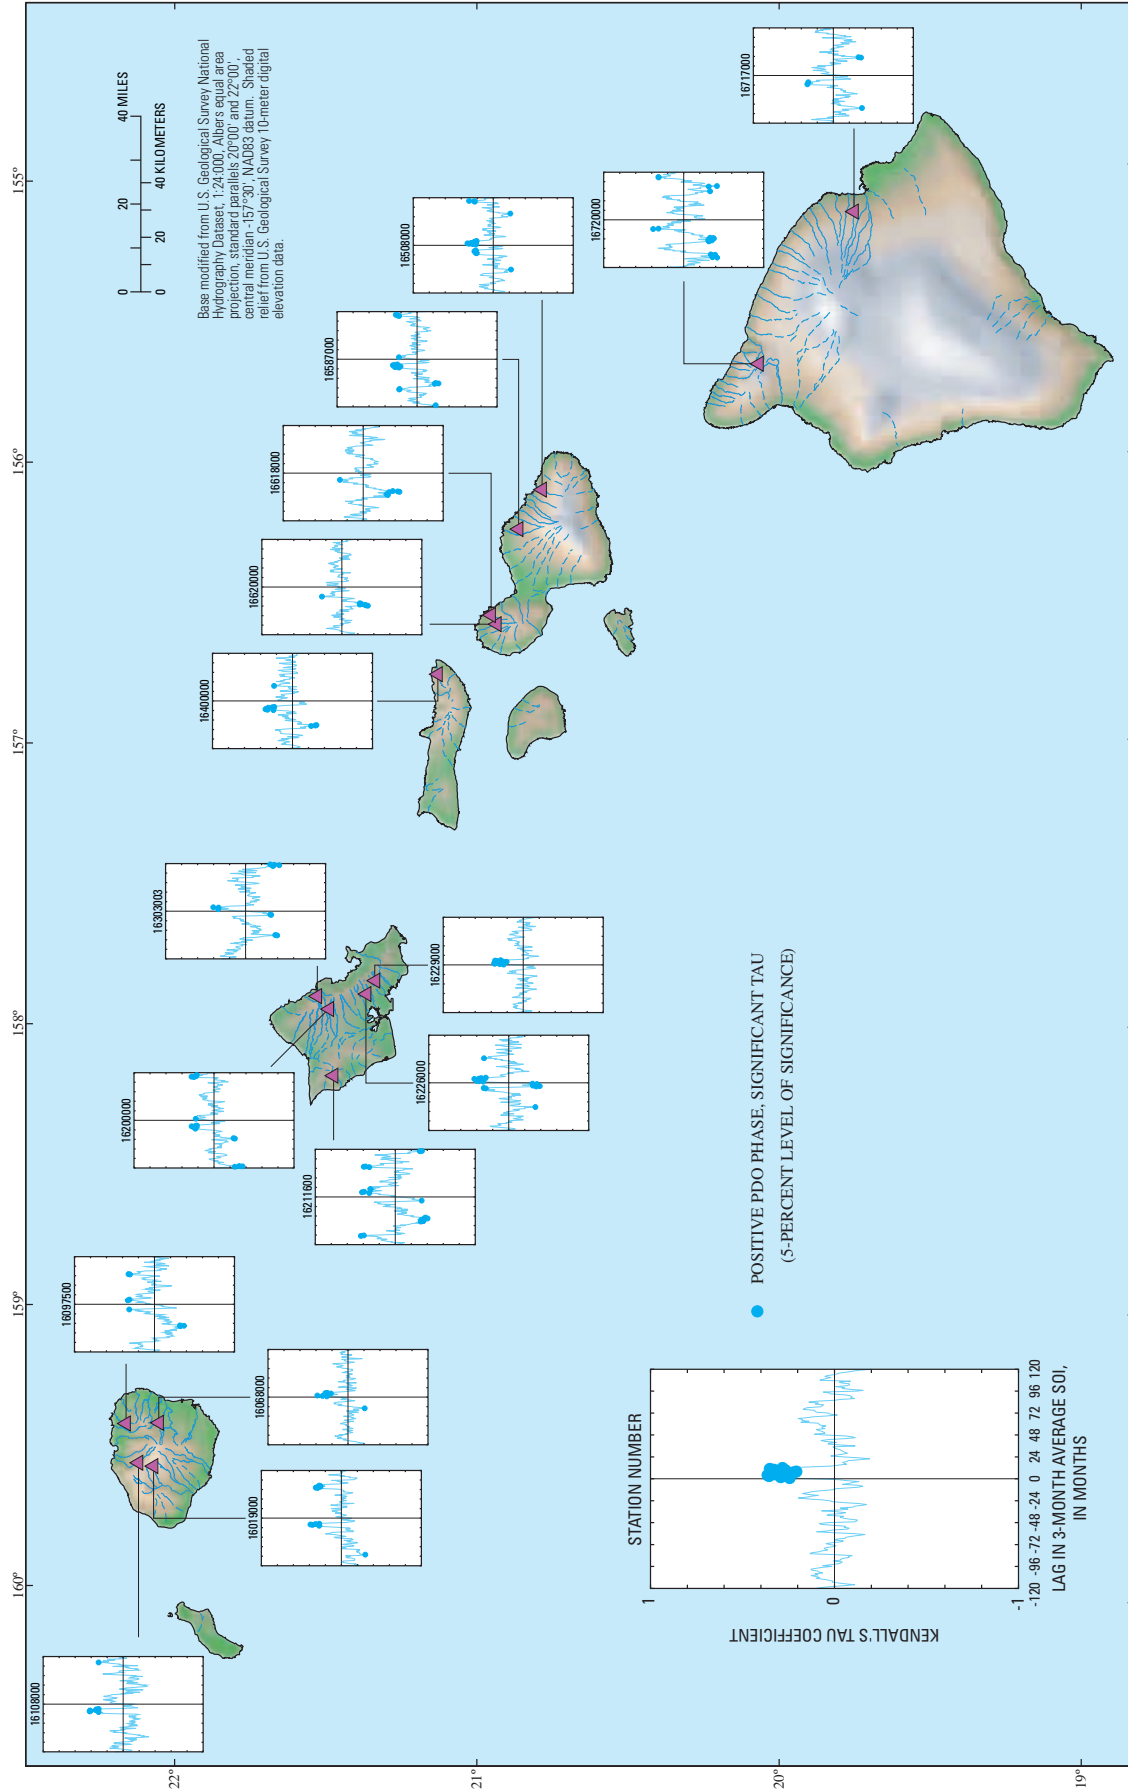 160°
159°
158°
157°
156°
155°
22°
21°
20°
19°
0 20 40 MILES
0 20 40 KILOMETERS
Base modified from U.S. Geological Survey National
Hydrography Dataset, 1:24:000, Albers equal area
projection, standard parallels 20°00' and 22°00',
central meridian -157°30', NAD83 datum. Shaded
relief from U.S. Geological Survey 10-meter digital
elevation data.
16108000
16019000
16068000
16097500
16211600
16200000
16226000
16229000
16303003
16400000
16620000
16618000
16587000
16508000
16720000
16717000
STATION NUMBER
KENDALL'S TAU COEFFICIENT
1
0
-1
-120 -96 -72 -48 -24 0 24 48 72 96 120
LAG IN 3-MONTH AVERAGE SOI,
IN MONTHS
POSITIVE PDO PHASE, SIGNIFICANT TAU
(5-PERCENT LEVEL OF SIGNIFICANCE)